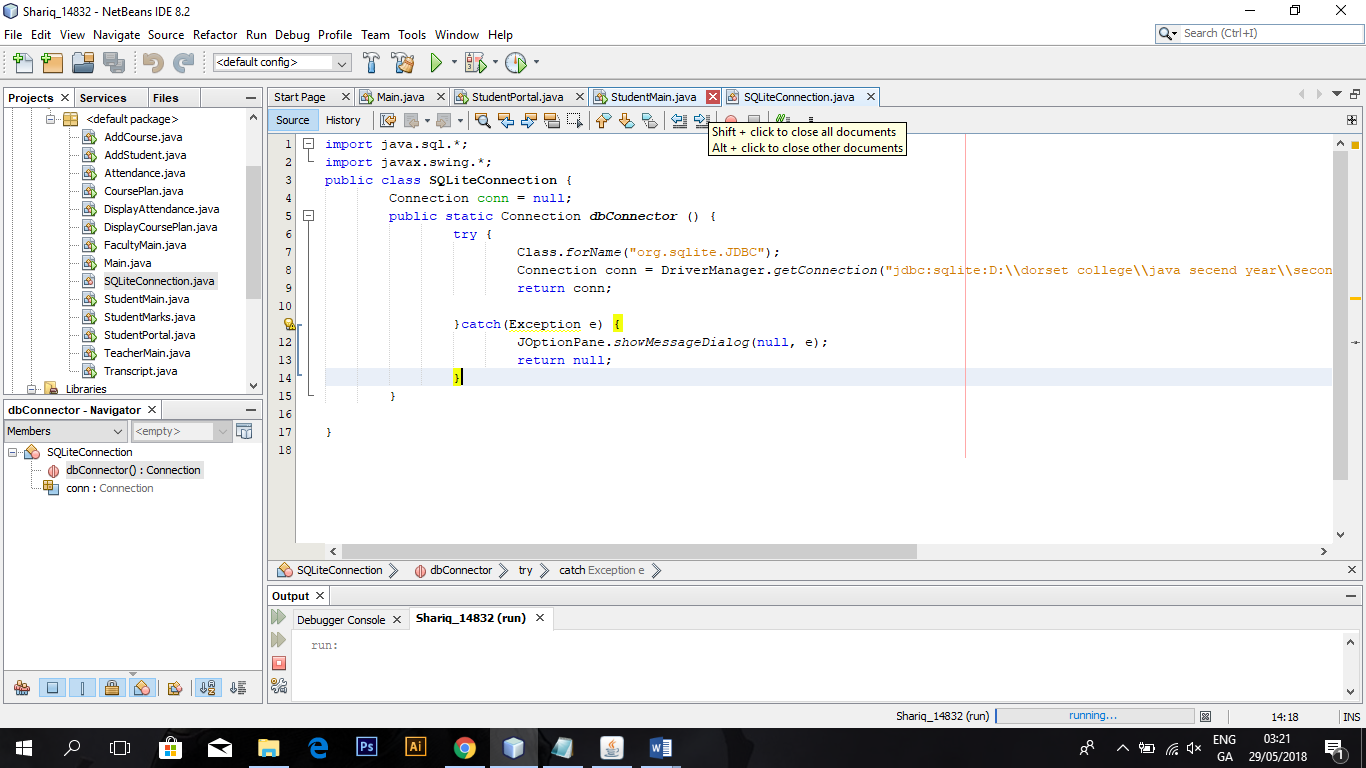 Shariq_14832 - NetBeans IDE 8.2
File Edit View Navigate Source Refactor Run Debug Profile Team Tools Window Help
Search (Ctrl+I)
<default config>
Projects Services Files
<default package>
AddCourse.java
AddStudent.java
Attendance.java
CoursePlan.java
DisplayAttendance.java
DisplayCoursePlan.java
FacultyMain.java
Main.java
SQLiteConnection.java
StudentMain.java
StudentMarks.java
StudentPortal.java
TeacherMain.java
Transcript.java
Libraries
dbConnector - Navigator
Members <empty>
SQLiteConnection
dbConnector() : Connection
conn : Connection
Start Page Main.java StudentPortal.java StudentMain.java SQLiteConnection.java
Source History
Shift + click to close all documents
Alt + click to close other documents
1 import java.sql.*;
2 import javax.swing.*;
3 public class SQLiteConnection {
4 Connection conn = null;
5 public static Connection dbConnector () {
6 try {
7 Class.forName("org.sqlite.JDBC");
8 Connection conn = DriverManager.getConnection("jdbc:sqlite:D:\\dorset college\\java secend year\\secon
9 return conn;
10
}catch(Exception e) {
12 JOptionPane.showMessageDialog(null, e);
13 return null;
14 }
15 }
16
17 }
18
SQLiteConnection dbConnector try catch Exception e
Output
Debugger Console Shariq_14832 (run)
run:
Shariq_14832 (run) running... 14:18 INS
Ps Ai W ENG 03:21
GA 29/05/2018 1